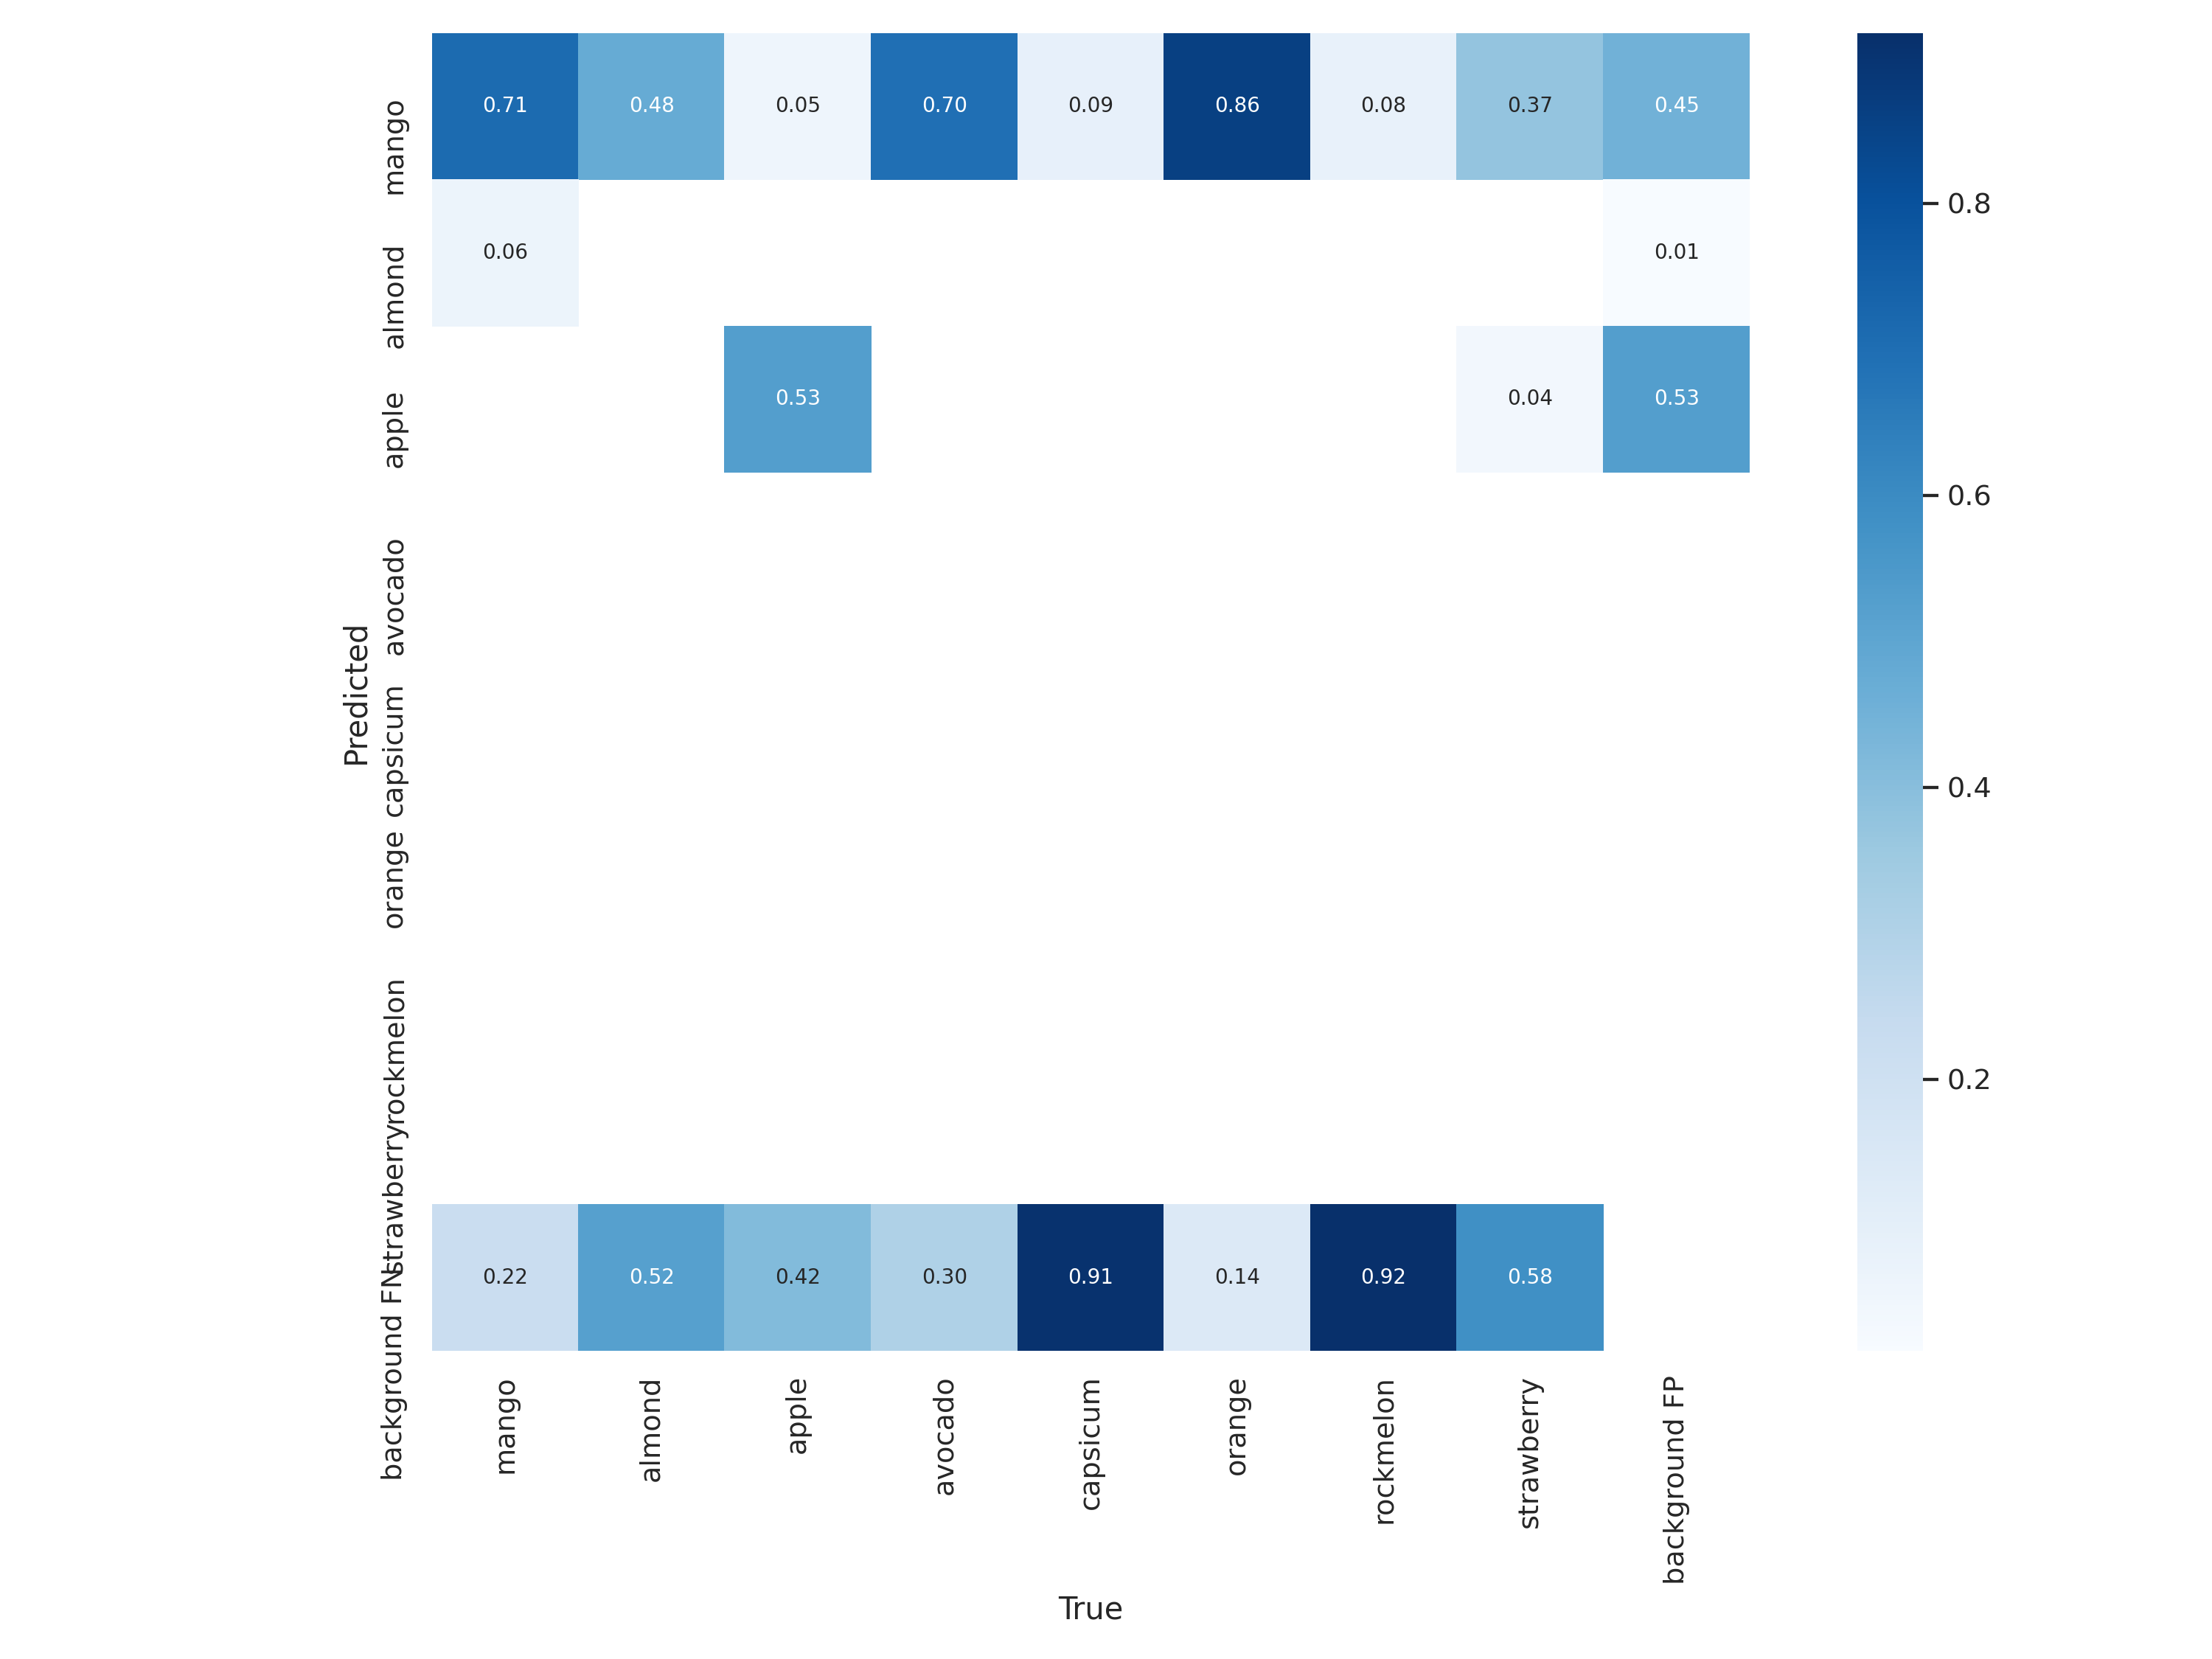 0.71 0.48 0.05 0.70 0.09 0.86 0.08 0.37 0.45
0.06 0.01
0.53 0.04 0.53
0.22 0.52 0.42 0.30 0.91 0.14 0.92 0.58
mango
almond
apple
avocado
capsicum
orange
rockmelon
strawberry
background FN
Predicted
mango
almond
apple
avocado
capsicum
orange
rockmelon
strawberry
background FP
True
0.8
0.6
0.4
0.2